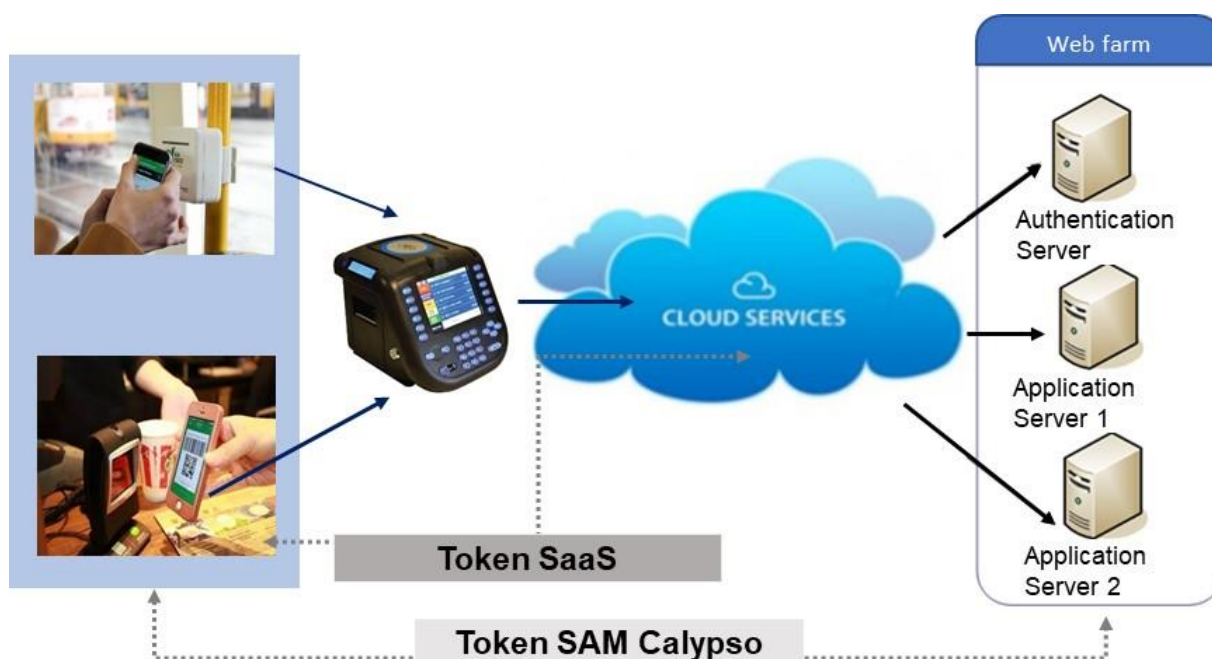 Web farm
Authentication
Server
CLOUD SERVICES
Application
Server 1
Application
Server 2
Token SaaS
Token SAM Calypso